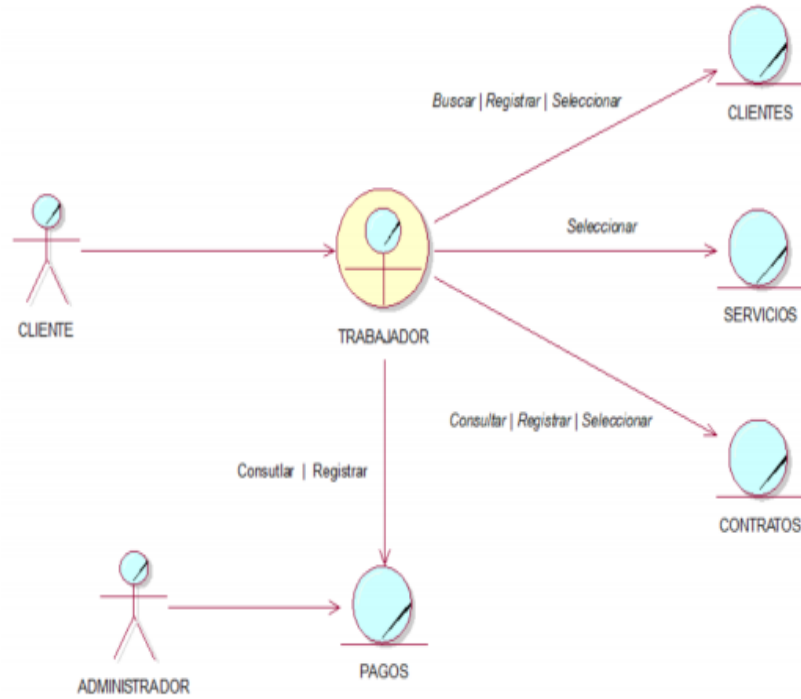 Buscar | Registrar | Seleccionar
CLIENTES
Seleccionar
CLIENTE
TRABAJADOR
SERVICIOS
Consultar | Registrar | Seleccionar
Consutlar | Registrar
CONTRATOS
PAGOS
ADMINISTRADOR